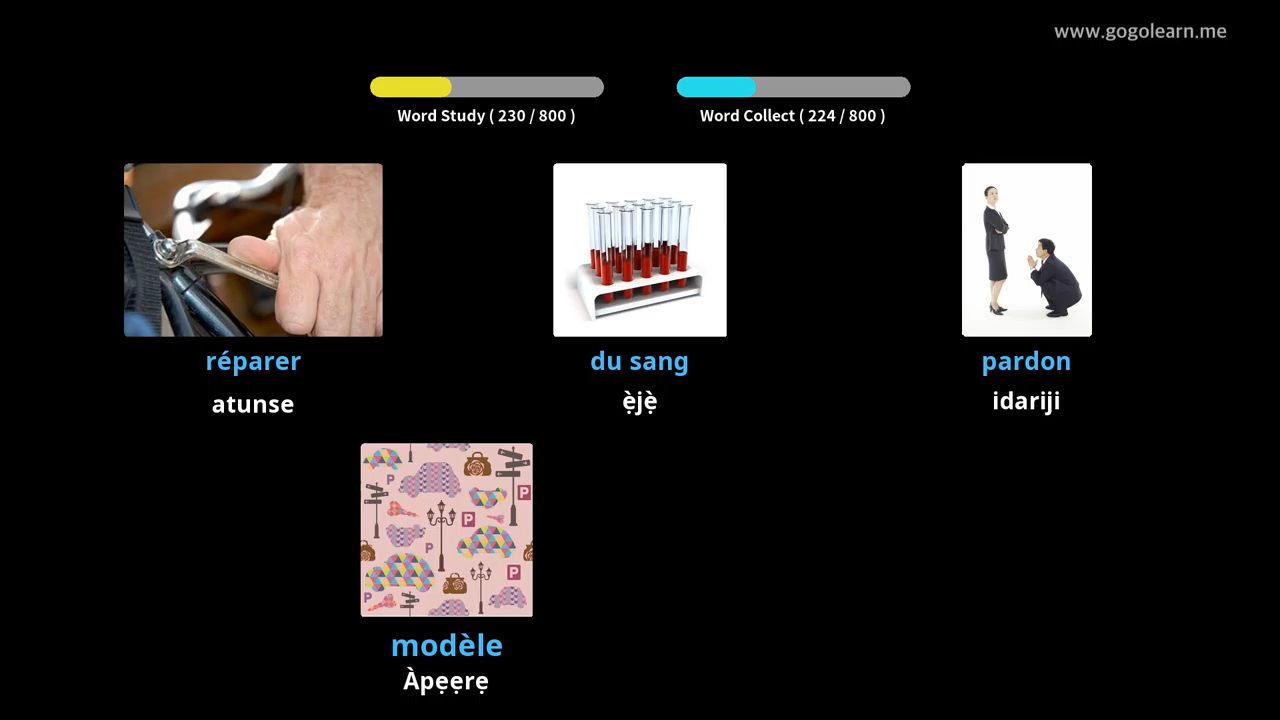 www.gogolearn.me
Word Study ( 230 / 800 )
Word Collect ( 224 / 800 )
réparer
du sang
pardon
atunse
ẹ̀jẹ̀
idariji
P
P
P
P
P
P
modèle
Àpẹẹrẹ